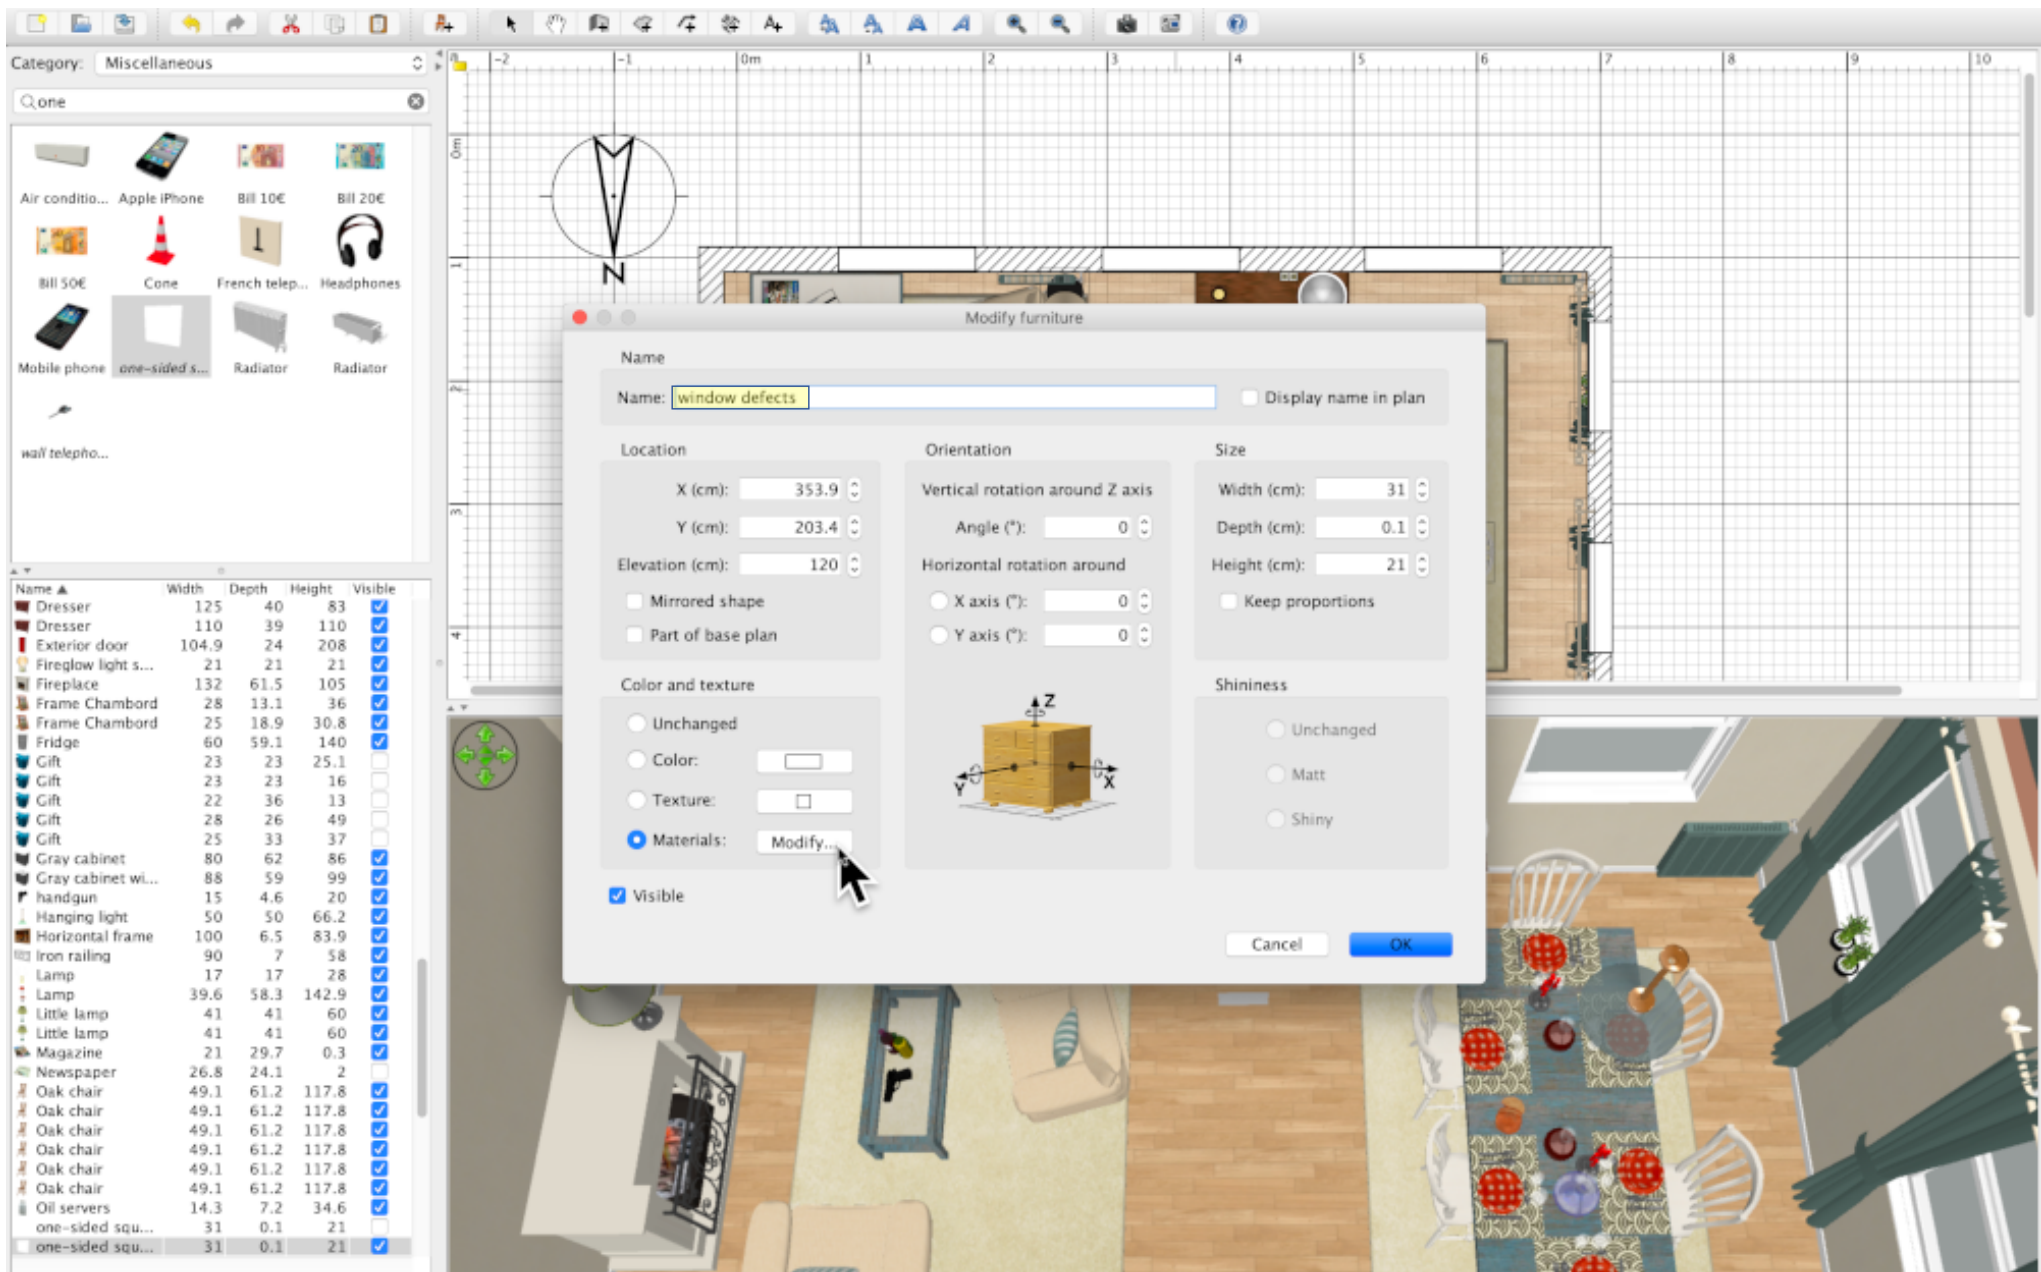 Category: Miscellaneous
one
Air conditio... Apple iPhone Bill 10€ Bill 20€
Bill 50€ Cone French telep... Headphones
Mobile phone one-sided s... Radiator Radiator
wall telepho...
Name Width Depth Height Visible
Dresser 125 40 83
Dresser 110 39 110
Exterior door 104.9 24 208
Fireglow light s... 21 21 21
Fireplace 132 61.5 105
Frame Chambord 28 13.1 36
Frame Chambord 25 18.9 30.8
Fridge 60 59.1 140
Gift 23 23 25.1
Gift 23 23 16
Gift 22 36 13
Gift 28 26 49
Gift 25 33 37
Gray cabinet 80 62 86
Gray cabinet wi... 88 59 99
handgun 15 4.6 20
Hanging light 50 50 66.2
Horizontal frame 100 6.5 83.9
Iron railing 90 7 58
Lamp 17 17 28
Lamp 39.6 58.3 142.9
Little lamp 41 41 60
Little lamp 41 41 60
Magazine 21 29.7 0.3
Newspaper 26.8 24.1 2
Oak chair 49.1 61.2 117.8
Oak chair 49.1 61.2 117.8
Oak chair 49.1 61.2 117.8
Oak chair 49.1 61.2 117.8
Oak chair 49.1 61.2 117.8
Oak chair 49.1 61.2 117.8
Oil servers 14.3 7.2 34.6
one-sided squ... 31 0.1 21
one-sided squ... 31 0.1 21
-2 -1 0m 1 2 3 4 5 6 7 8 9 10
0m
1
2
3
4
N
Modify furniture
Name
Name: window defects Display name in plan
Location
X (cm): 353.9
Y (cm): 203.4
Elevation (cm): 120
Mirrored shape
Part of base plan
Orientation
Vertical rotation around Z axis
Angle (°): 0
Horizontal rotation around
X axis (°): 0
Y axis (°): 0
Z
Y X
Size
Width (cm): 31
Depth (cm): 0.1
Height (cm): 21
Keep proportions
Color and texture
Unchanged
Color:
Texture:
Materials: Modify...
Shininess
Unchanged
Matt
Shiny
Visible
Cancel OK